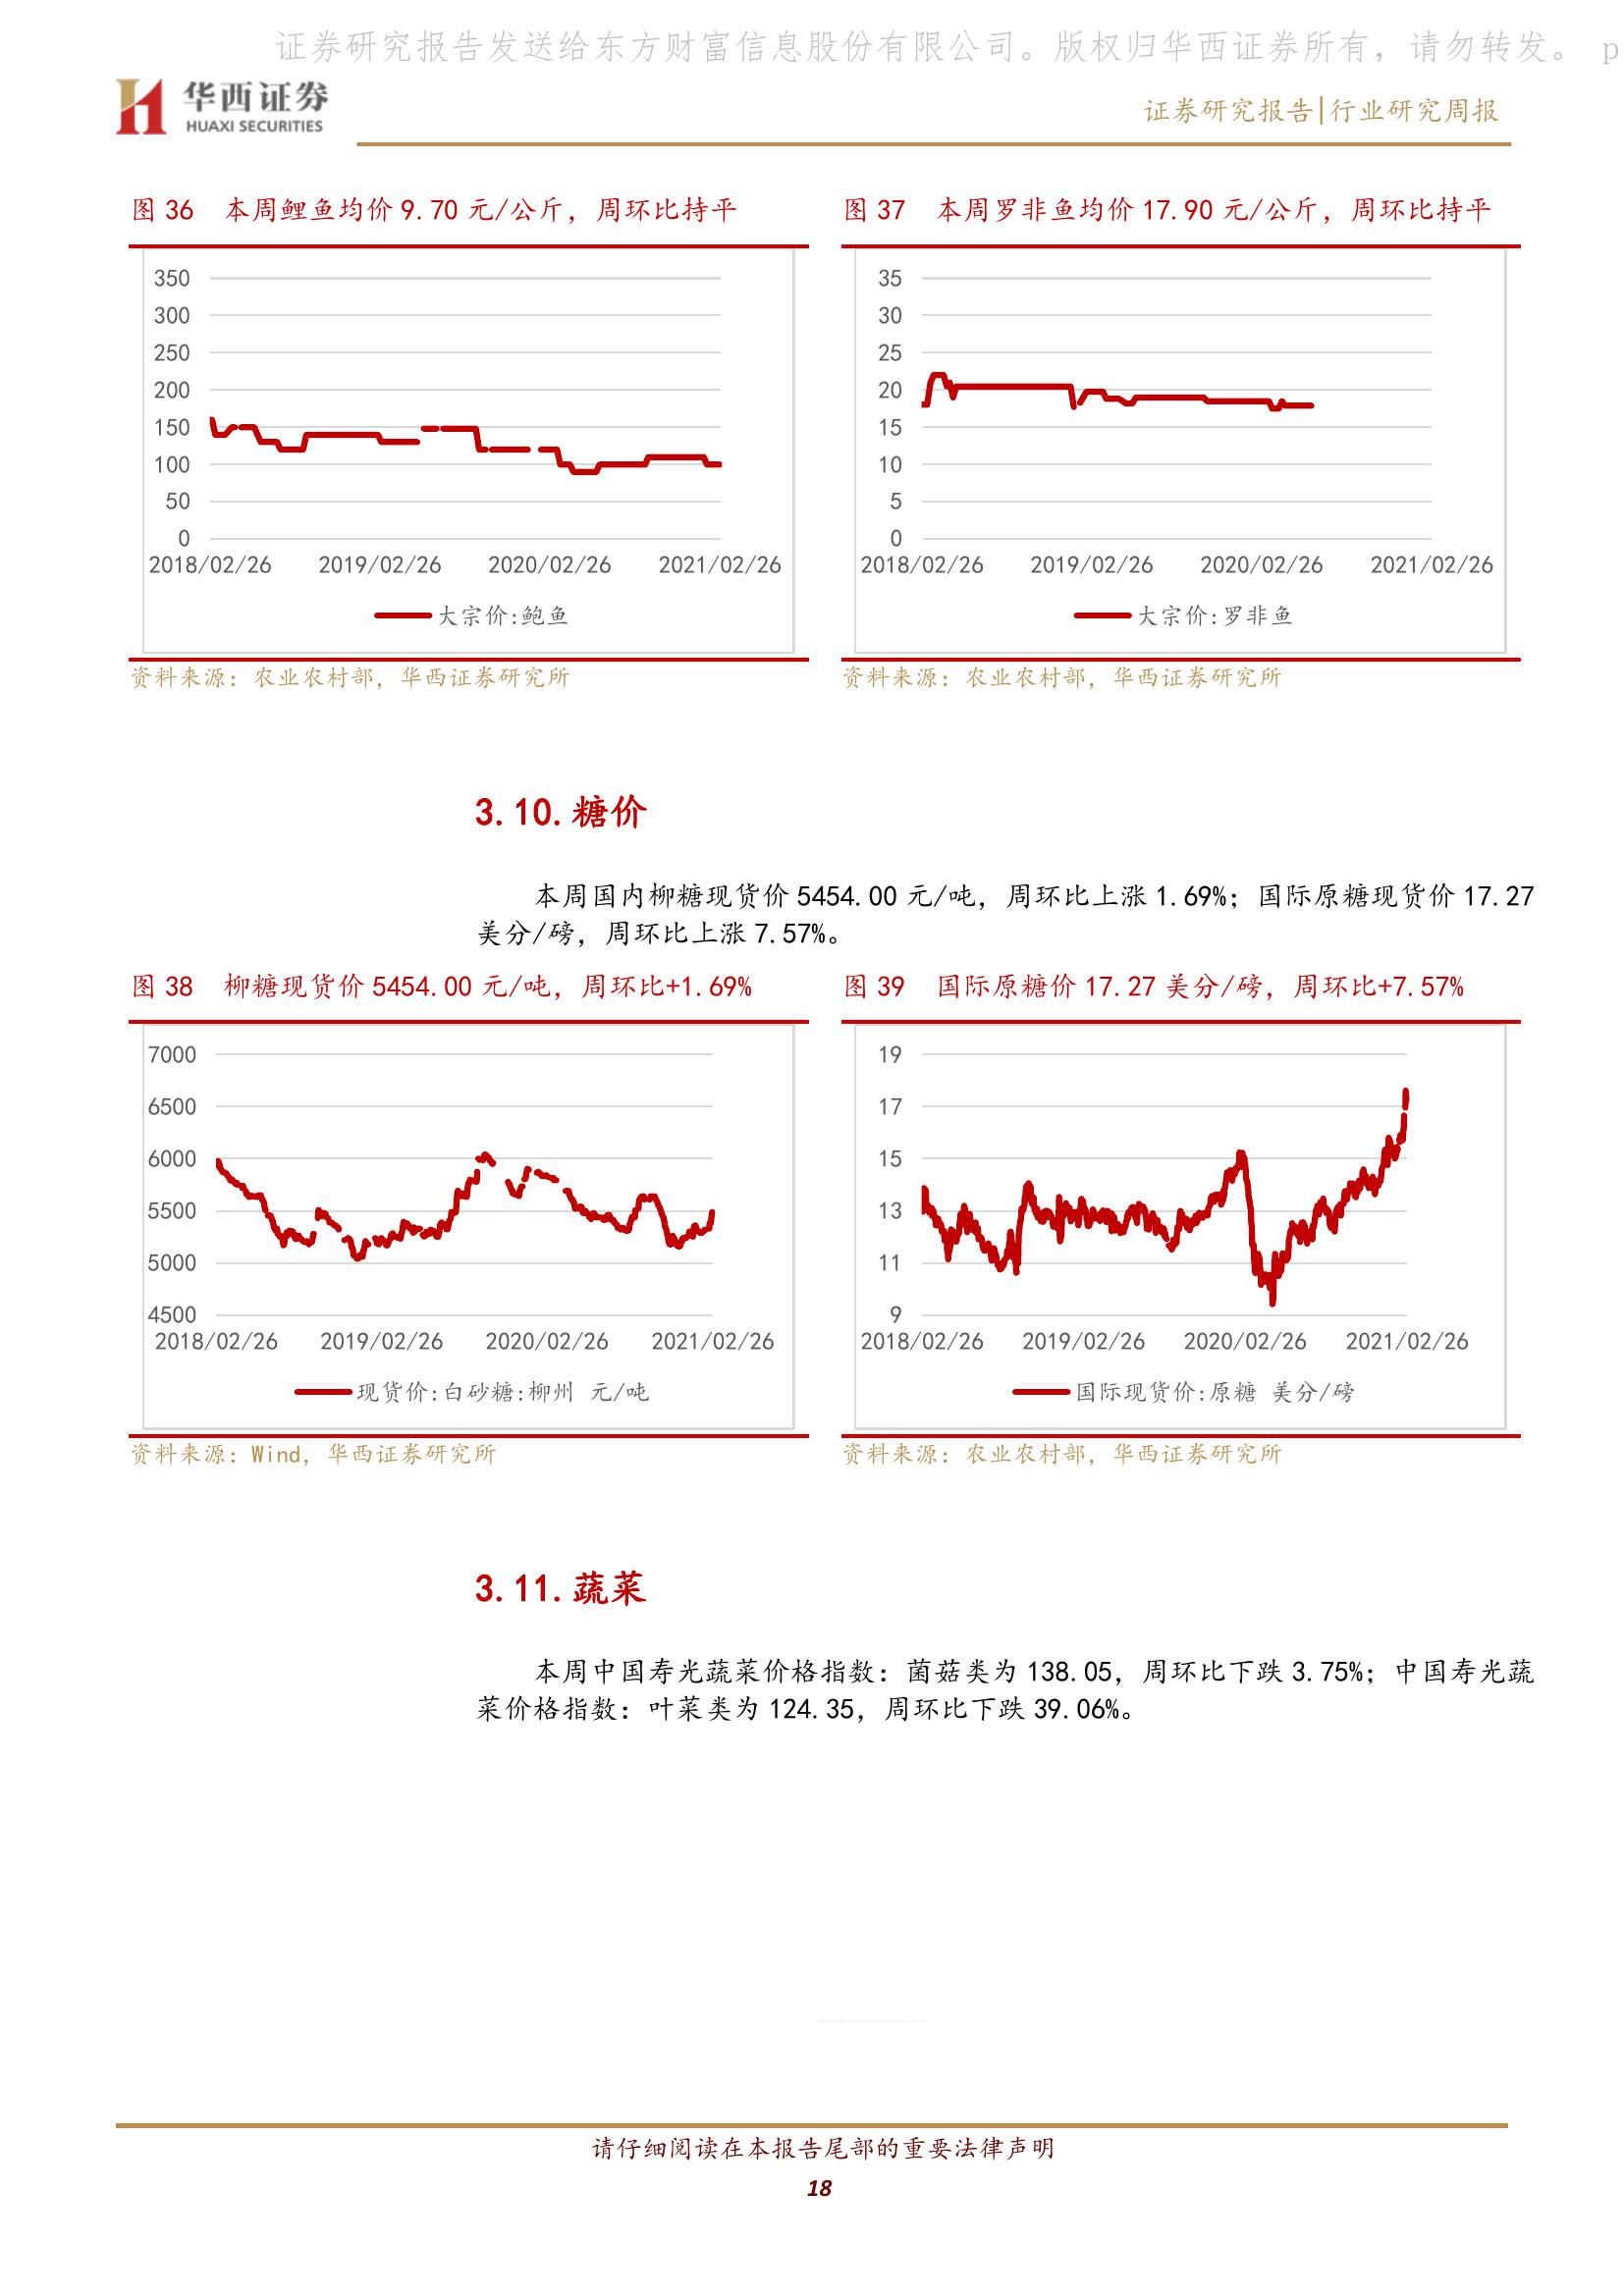 证券研究报告发送给东方财富信息股份有限公司。版权归华西证券所有，请勿转发。 p
华西证券
HUAXI SECURITIES
证券研究报告|行业研究周报
图 36 本周鲤鱼均价 9.70 元/公斤，周环比持平
350
300
250
200
150
100
50
0
2018/02/26 2019/02/26 2020/02/26 2021/02/26
大宗价:鲍鱼
资料来源：农业农村部，华西证券研究所
图 37 本周罗非鱼均价 17.90 元/公斤，周环比持平
35
30
25
20
15
10
5
0
2018/02/26 2019/02/26 2020/02/26 2021/02/26
大宗价:罗非鱼
资料来源：农业农村部，华西证券研究所
3.10.糖价
本周国内柳糖现货价 5454.00 元/吨，周环比上涨 1.69%；国际原糖现货价 17.27
美分/磅，周环比上涨 7.57%。
图 38 柳糖现货价 5454.00 元/吨，周环比+1.69%
7000
6500
6000
5500
5000
4500
2018/02/26 2019/02/26 2020/02/26 2021/02/26
现货价:白砂糖:柳州 元/吨
资料来源：Wind，华西证券研究所
图 39 国际原糖价 17.27 美分/磅，周环比+7.57%
19
17
15
13
11
9
2018/02/26 2019/02/26 2020/02/26 2021/02/26
国际现货价:原糖 美分/磅
资料来源：农业农村部，华西证券研究所
3.11.蔬菜
本周中国寿光蔬菜价格指数：菌菇类为 138.05，周环比下跌 3.75%；中国寿光蔬
菜价格指数：叶菜类为 124.35，周环比下跌 39.06%。
请仔细阅读在本报告尾部的重要法律声明
18